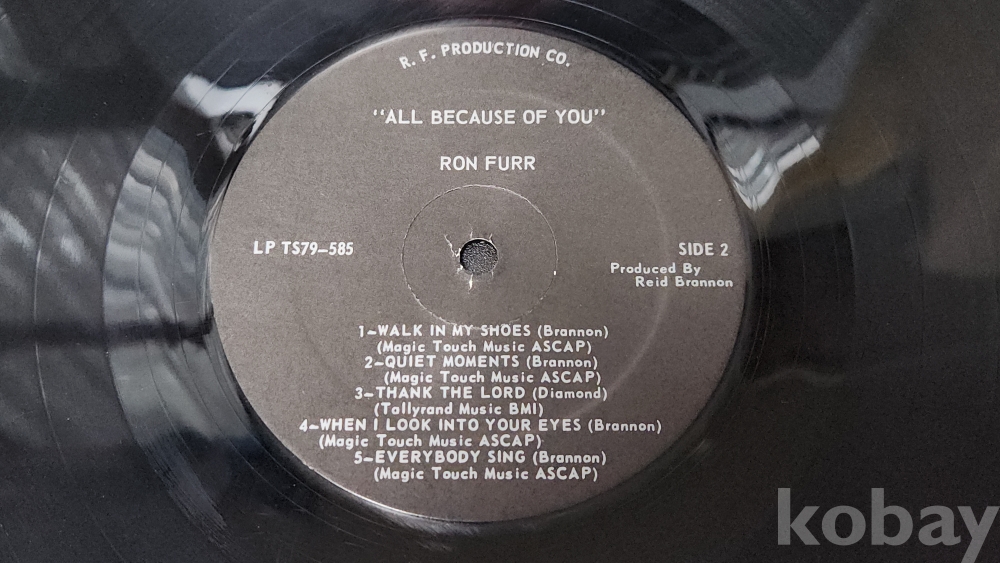 R. F. PRODUCTION CO.
"ALL BECAUSE OF YOU"
RON FURR
LP TS79-585
SIDE 2
Produced By
Reid Brannon
1-WALK IN MY SHOES (Brannon)
(Magic Touch Music ASCAP)
2-QUIET MOMENTS (Brannon)
(Magic Touch Music ASCAP)
3-THANK THE LORD (Diamond)
(Tallyrand Music BMI)
4-WHEN I LOOK INTO YOUR EYES (Brannon)
(Magic Touch Music ASCAP)
5-EVERYBODY SING (Brannon)
(Magic Touch Music ASCAP)
kobay